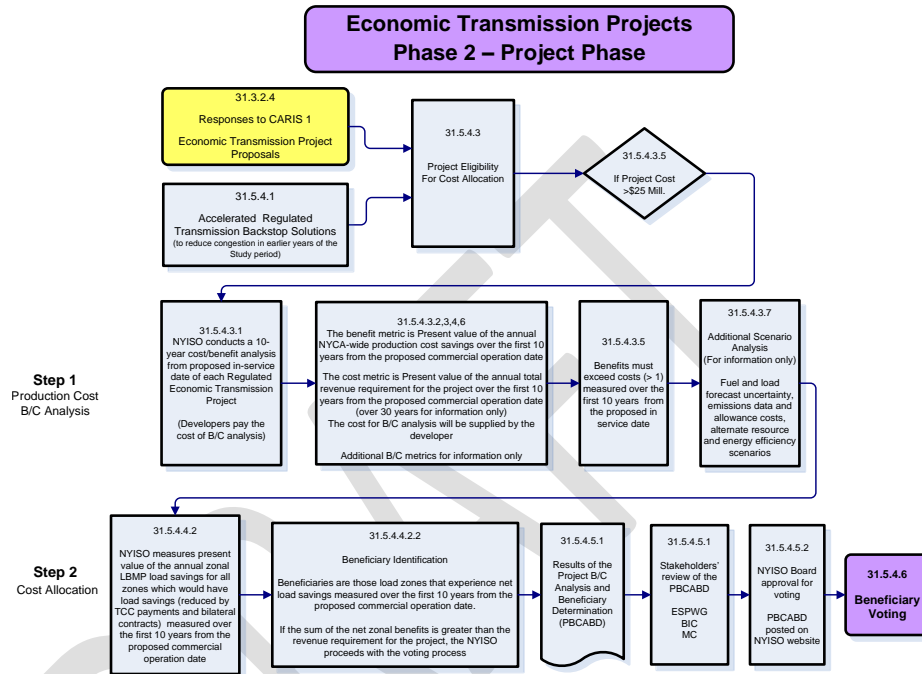 Economic Transmission Projects
Phase 2 – Project Phase
31.3.2.4
Responses to CARIS 1
Economic Transmission Project
Proposals
31.5.4.1
Accelerated Regulated
Transmission Backstop Solutions
(to reduce congestion in earlier years of the
Study period)
31.5.4.3
Project Eligibility
For Cost Allocation
31.5.4.3.5
If Project Cost
>$25 Mill.
Step 1
Production Cost
B/C Analysis
31.5.4.3.1
NYISO conducts a 10-
year cost/benefit analysis
from proposed in-service
date of each Regulated
Economic Transmission
Project
(Developers pay the
cost of B/C analysis)
31.5.4.3.2,3,4,6
The benefit metric is Present value of the annual
NYCA-wide production cost savings over the first 10
years from the proposed commercial operation date
The cost metric is Present value of the annual total
revenue requirement for the project over the first 10
years from the proposed commercial operation date
(over 30 years for information only)
The cost for B/C analysis will be supplied by the
developer
Additional B/C metrics for information only
31.5.4.3.5
Benefits must
exceed costs (> 1)
measured over
the first 10 years from
the proposed in
service date
31.5.4.3.7
Additional Scenario
Analysis
(For information only)
Fuel and load
forecast uncertainty,
emissions data and
allowance costs,
alternate resource
and energy efficiency
scenarios
Step 2
Cost Allocation
31.5.4.4.2
NYISO measures present
value of the annual zonal
LBMP load savings for all
zones which would have
load savings (reduced by
TCC payments and bilateral
contracts) measured over
the first 10 years from the
proposed commercial
operation date
31.5.4.4.2.2
Beneficiary Identification
Beneficiaries are those load zones that experience net
load savings measured over the first 10 years from the
proposed commercial operation date.
If the sum of the net zonal benefits is greater than the
revenue requirement for the project, the NYISO
proceeds with the voting process
31.5.4.5.1
Results of the
Project B/C
Analysis and
Beneficiary
Determination
(PBCABD)
31.5.4.5.1
Stakeholders'
review of the
PBCABD
ESPWG
BIC
MC
31.5.4.5.2
NYISO Board
approval for
voting
PBCABD
posted on
NYISO website
31.5.4.6
Beneficiary
Voting
DRAFT